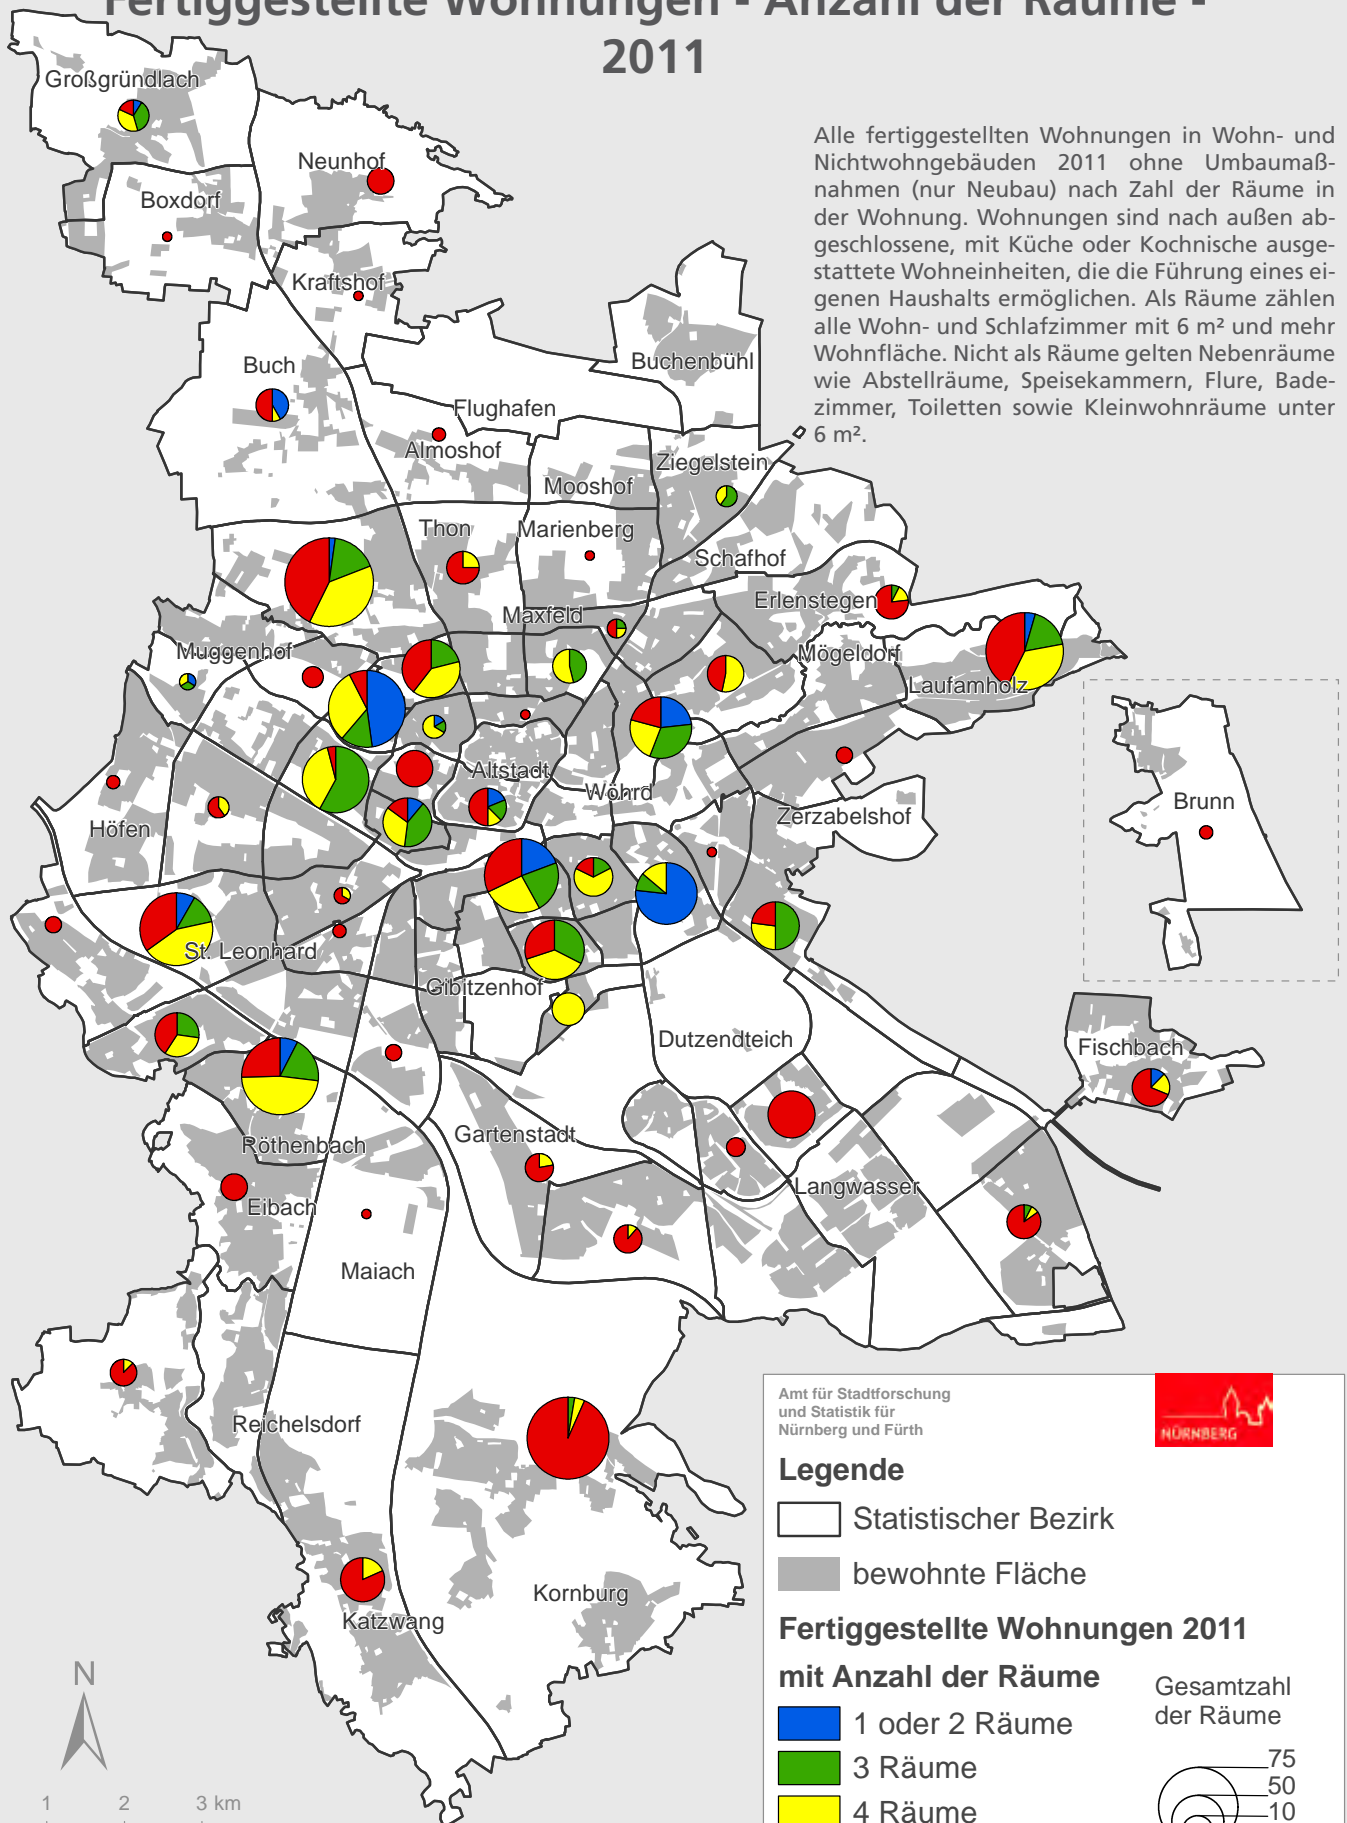 Fertiggestellte Wohnungen - Anzahl der Räume -
2011
Alle fertiggestellten Wohnungen in Wohn- und
Nichtwohngebäuden 2011 ohne Umbaumaß-
nahmen (nur Neubau) nach Zahl der Räume in
der Wohnung. Wohnungen sind nach außen ab-
geschlossene, mit Küche oder Kochnische ausge-
stattete Wohneinheiten, die die Führung eines ei-
genen Haushalts ermöglichen. Als Räume zählen
alle Wohn- und Schlafzimmer mit 6 m² und mehr
Wohnfläche. Nicht als Räume gelten Nebenräume
wie Abstellräume, Speisekammern, Flure, Bade-
zimmer, Toiletten sowie Kleinwohnräume unter
6 m².
Großgründlach
Neunhof
Boxdorf
Kraftshof
Buch
Buchenbühl
Flughafen
Almoshof
Ziegelstein
Mooshof
Thon
Marienberg
Schafhof
Erlenstegen
Maxfeld
Muggenhof
Mögeldorf
Laufamholz
Altstadt
Wöhrd
Zerzabelshof
Höfen
Brunn
St. Leonhard
Gibitzenhof
Dutzendteich
Fischbach
Röthenbach
Gartenstadt
Langwasser
Eibach
Maiach
Reichelsdorf
Kornburg
Katzwang
N
1 2 3 km
Amt für Stadtforschung
und Statistik für
Nürnberg und Fürth
NÜRNBERG
Legende
Statistischer Bezirk
bewohnte Fläche
Fertiggestellte Wohnungen 2011
mit Anzahl der Räume
Gesamtzahl
der Räume
1 oder 2 Räume
3 Räume
4 Räume
75
50
10